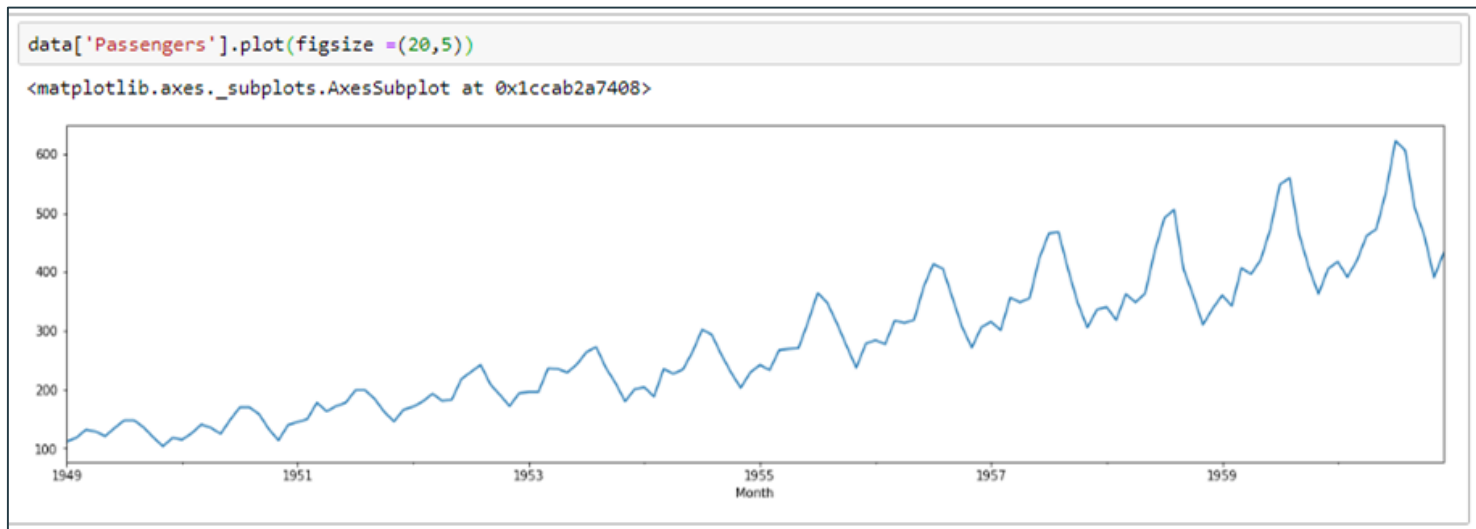 data['Passengers'].plot(figsize =(20,5))
<matplotlib.axes._subplots.AxesSubplot at 0x1ccab2a7408>
600
500
400
300
200
100
1949 1951 1953 1955 1957 1959
Month